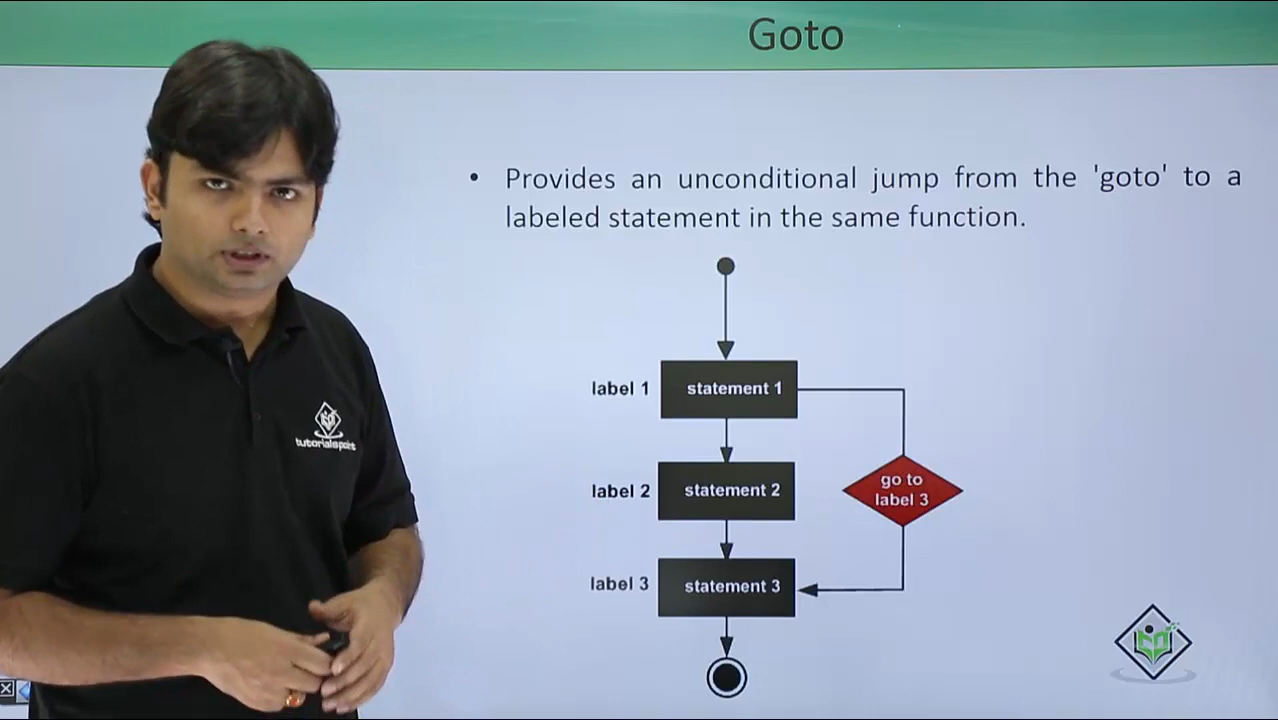 Goto
• Provides an unconditional jump from the 'goto' to a
labeled statement in the same function.
label 1 statement 1
label 2 statement 2
go to
label 3
label 3 statement 3
tutorialspoint